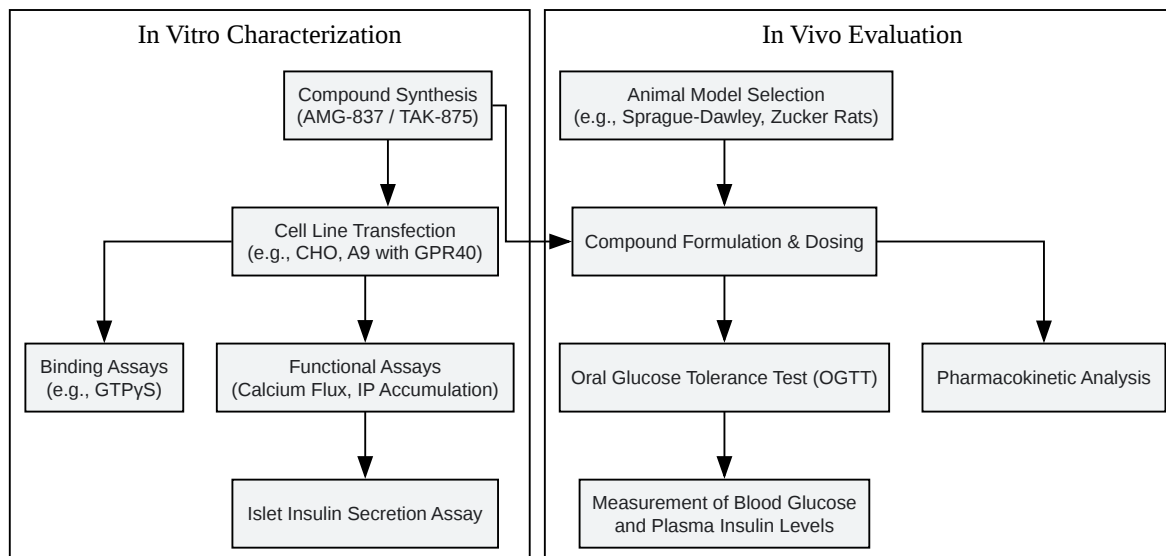 In Vitro Characterization
Compound Synthesis
(AMG-837 / TAK-875)
Cell Line Transfection
(e.g., CHO, A9 with GPR40)
Binding Assays
(e.g., GTPγS)
Functional Assays
(Calcium Flux, IP Accumulation)
Islet Insulin Secretion Assay
In Vivo Evaluation
Animal Model Selection
(e.g., Sprague-Dawley, Zucker Rats)
Compound Formulation & Dosing
Oral Glucose Tolerance Test (OGTT)
Pharmacokinetic Analysis
Measurement of Blood Glucose
and Plasma Insulin Levels